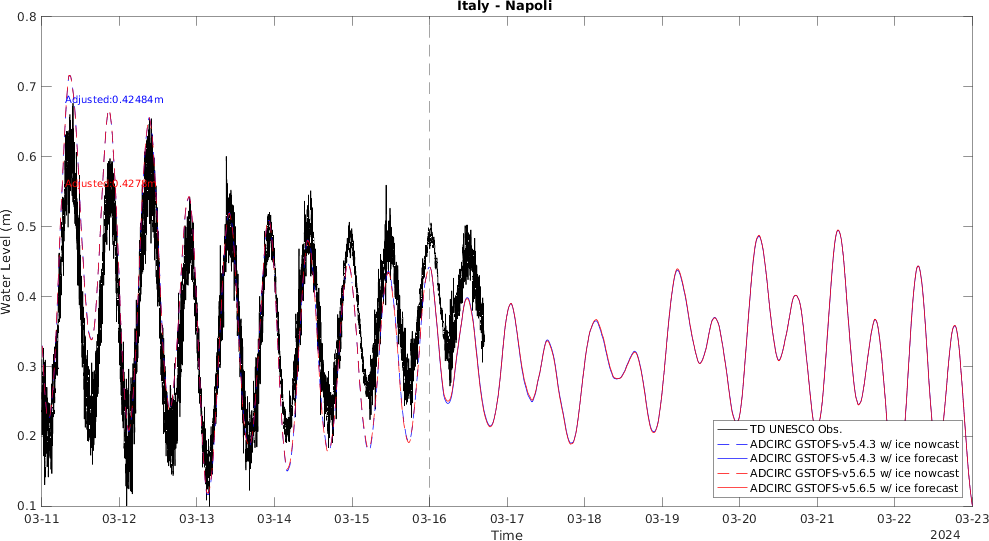 Italy - Napoli
0.8
0.7
0.6
0.5
0.4
0.3
0.2
0.1
Water Level (m)
Adjusted:0.42484m
TD UNESCO Obs.
ADCIRC GSTOFS-v5.4.3 w/ ice nowcast
ADCIRC GSTOFS-v5.4.3 w/ ice forecast
ADCIRC GSTOFS-v5.6.5 w/ ice nowcast
ADCIRC GSTOFS-v5.6.5 w/ ice forecast
03-11 03-12 03-13 03-14 03-15 03-16 03-17 03-18 03-19 03-20 03-21 03-22 03-23
Time
2024